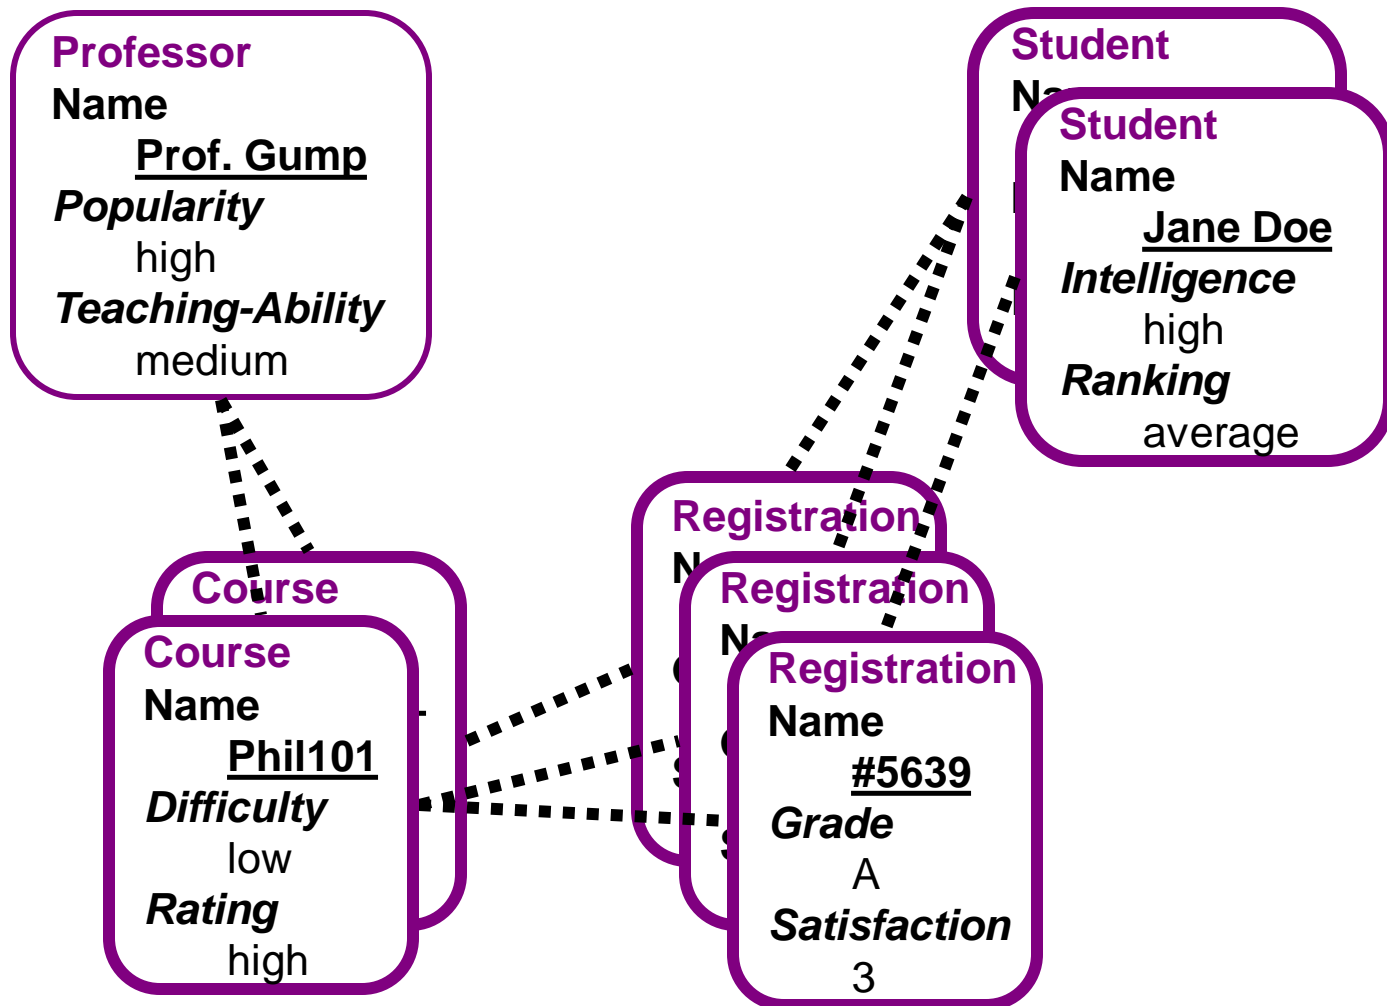 Professor
Name
Prof. Gump
Popularity
high
Teaching-Ability
medium
Student
Student
Name
Jane Doe
Intelligence
high
Ranking
average
Course
Course
Name
Phil101
Difficulty
low
Rating
high
Registration
Registration
Registration
Name
#5639
Grade
A
Satisfaction
3